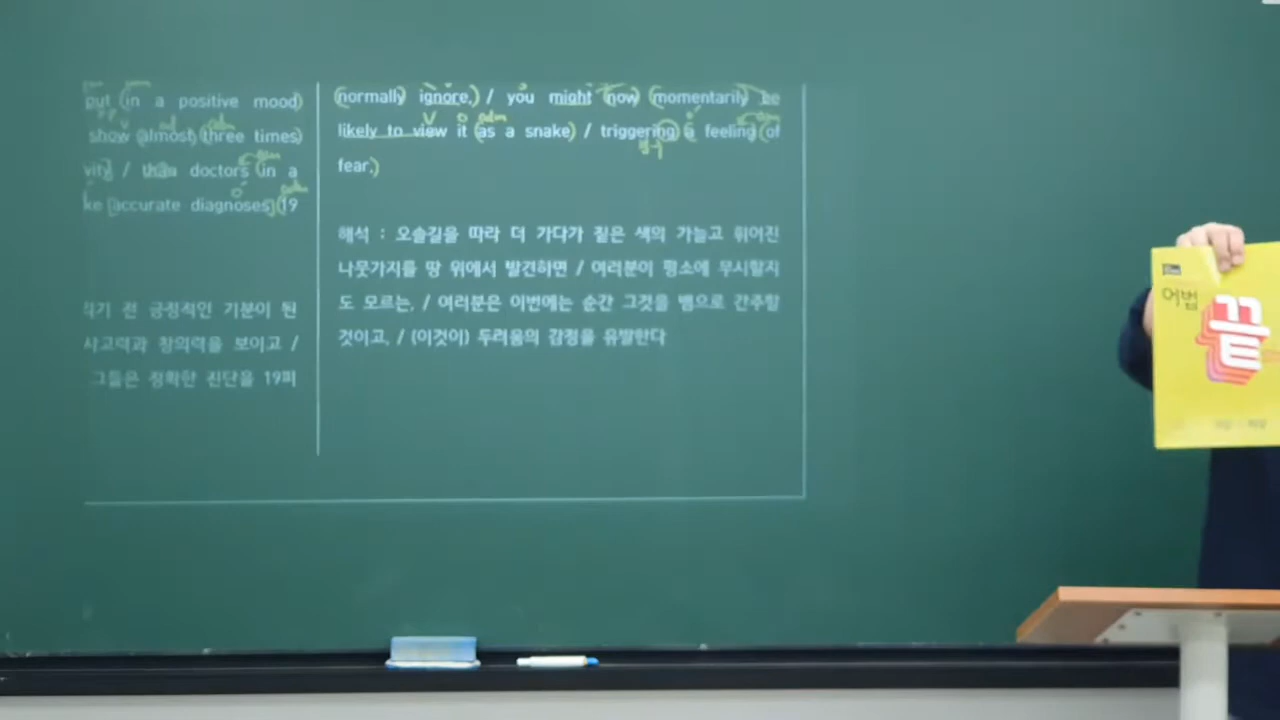 put (in a positive mood)
show (almost) (three times)
/ than doctors (in a
ke [accurate diagnoses] (19
작기 전 긍정적인 기분이 된
사고력과 창의력을 보이고 /
그들은 정확한 진단을 19퍼
(normally ignore,) / you might (now) (momentarily be
likely to view it (as a snake) / triggering a feeling (of
fear.)
해석 : 오솔길을 따라 더 가다가 짙은 색의 가늘고 휘어진
나뭇가지를 땅 위에서 발견하면 / 여러분이 평소에 무시할지
도 모르는, / 여러분은 이번에는 순간 그것을 뱀으로 간주할
것이고, / (이것이) 두려움의 감정을 유발한다
어법
끝